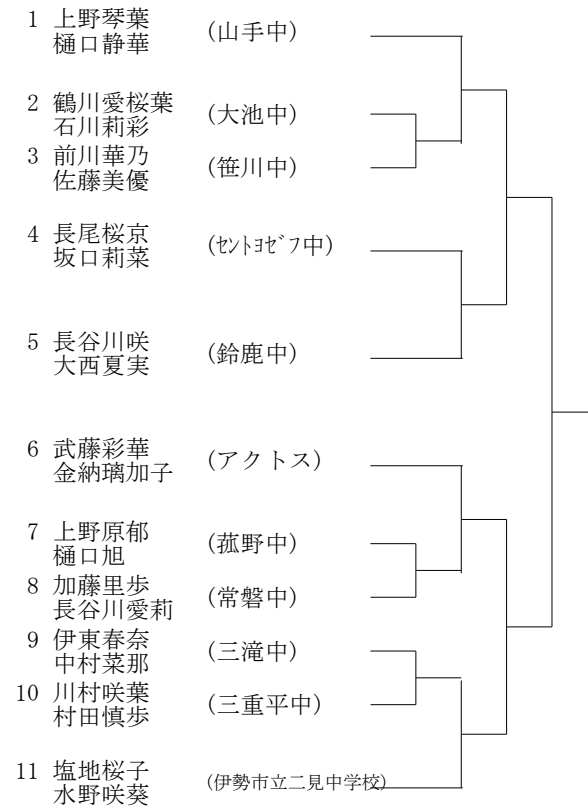 1 上野琴葉 (山手中)
樋口静華
2 鶴川愛桜葉 (大池中)
石川莉彩
3 前川華乃 (笹川中)
佐藤美優
4 長尾桜京 (ｾﾝﾄﾖｾﾞﾌ中)
坂口莉菜
5 長谷川咲 (鈴鹿中)
大西夏実
6 武藤彩華 (アクトス)
金納璃加子
7 上野原郁 (菰野中)
樋口旭
8 加藤里歩 (常磐中)
長谷川愛莉
9 伊東春奈 (三滝中)
中村菜那
10 川村咲葉 (三重平中)
村田慎歩
11 塩地桜子 (伊勢市立二見中学校)
水野咲葵